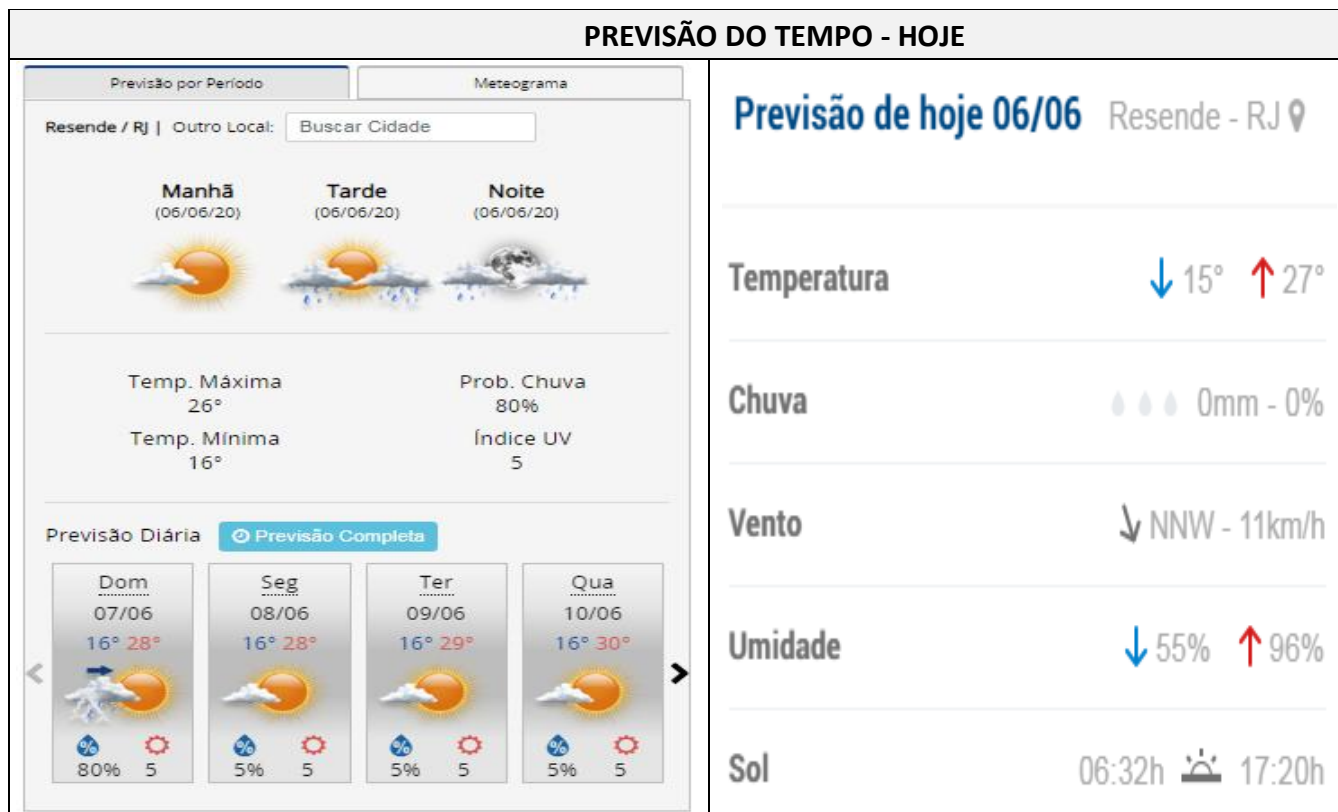 PREVISÃO DO TEMPO - HOJE
Previsão por Período
Meteograma
Resende / RJ | Outro Local: Buscar Cidade
Manhã Tarde Noite
(06/06/20) (06/06/20) (06/06/20)
Temp. Máxima Prob. Chuva
26° 80%
Temp. Mínima Índice UV
16° 5
Previsão Diária Previsão Completa
Dom Seg Ter Qua
07/06 08/06 09/06 10/06
16° 28° 16° 28° 16° 29° 16° 30°
80% 5 5% 5 5% 5 5% 5
Previsão de hoje 06/06 Resende - RJ
Temperatura 15° 27°
Chuva 0mm - 0%
Vento NNW - 11km/h
Umidade 55% 96%
Sol 06:32h 17:20h